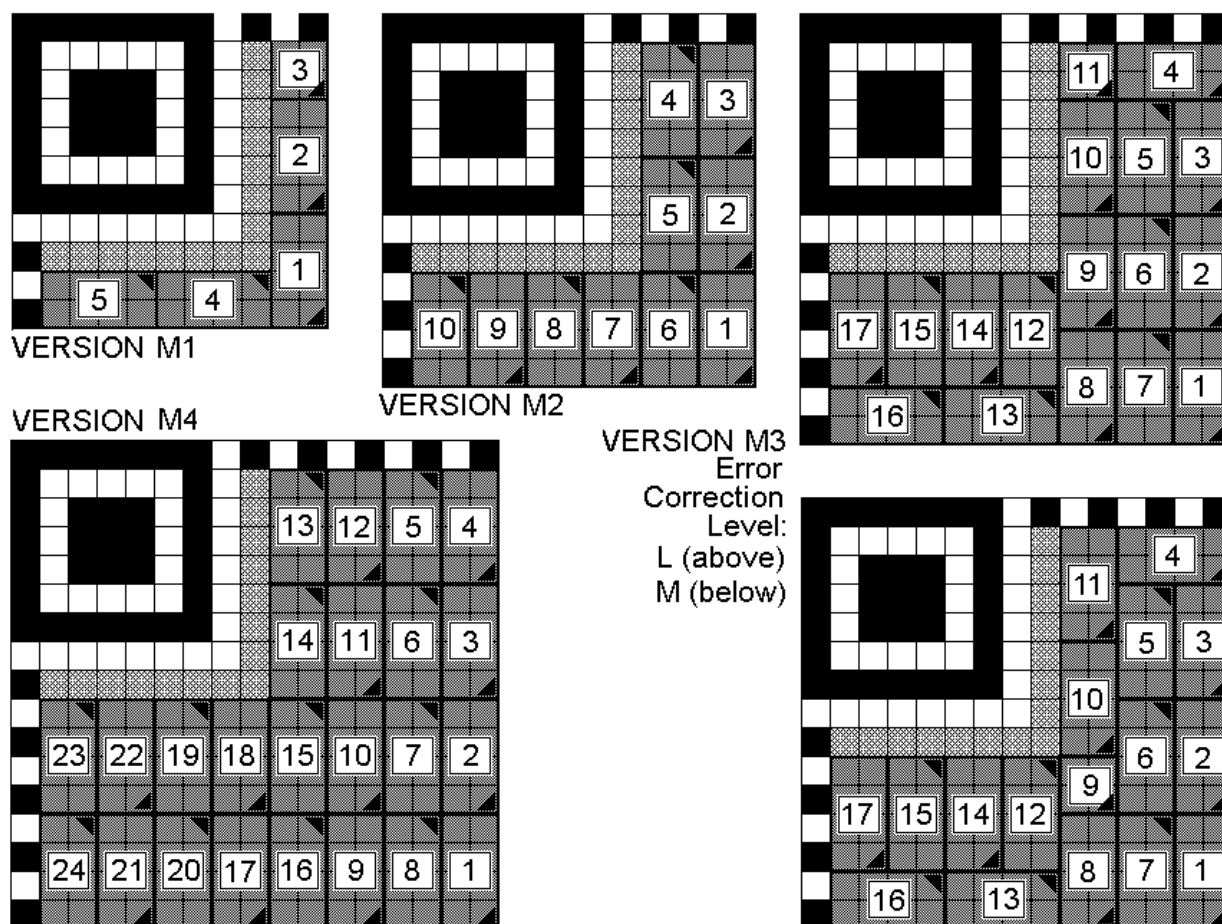 3
2
1
5 4
VERSION M1
4 3
5 2
10 9 8 7 6 1
VERSION M2
11 4
10 5 3
9 6 2
17 15 14 12
8 7 1
16 13
VERSION M3
Error
Correction
Level:
L (above)
M (below)
VERSION M4
13 12 5 4
14 11 6 3
23 22 19 18 15 10 7 2
24 21 20 17 16 9 8 1
4
11
5 3
10
6 2
9
17 15 14 12
8 7 1
16 13